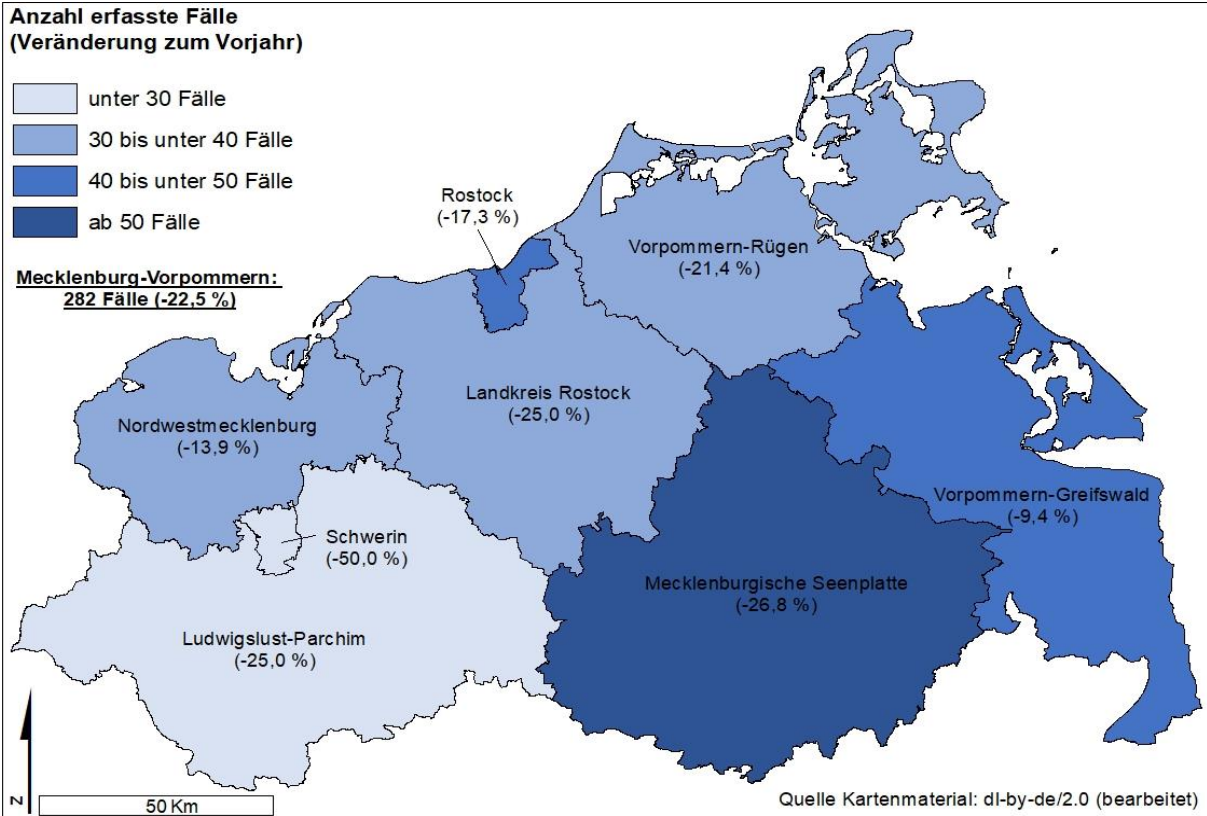 Anzahl erfasste Fälle
(Veränderung zum Vorjahr)
unter 30 Fälle
30 bis unter 40 Fälle
40 bis unter 50 Fälle
ab 50 Fälle
Mecklenburg-Vorpommern:
282 Fälle (-22,5 %)
Rostock
(-17,3 %)
Vorpommern-Rügen
(-21,4 %)
Landkreis Rostock
(-25,0 %)
Nordwestmecklenburg
(-13,9 %)
Vorpommern-Greifswald
(-9,4 %)
Schwerin
(-50,0 %)
Mecklenburgische Seenplatte
(-26,8 %)
Ludwigslust-Parchim
(-25,0 %)
N
50 Km
Quelle Kartenmaterial: dl-by-de/2.0 (bearbeitet)